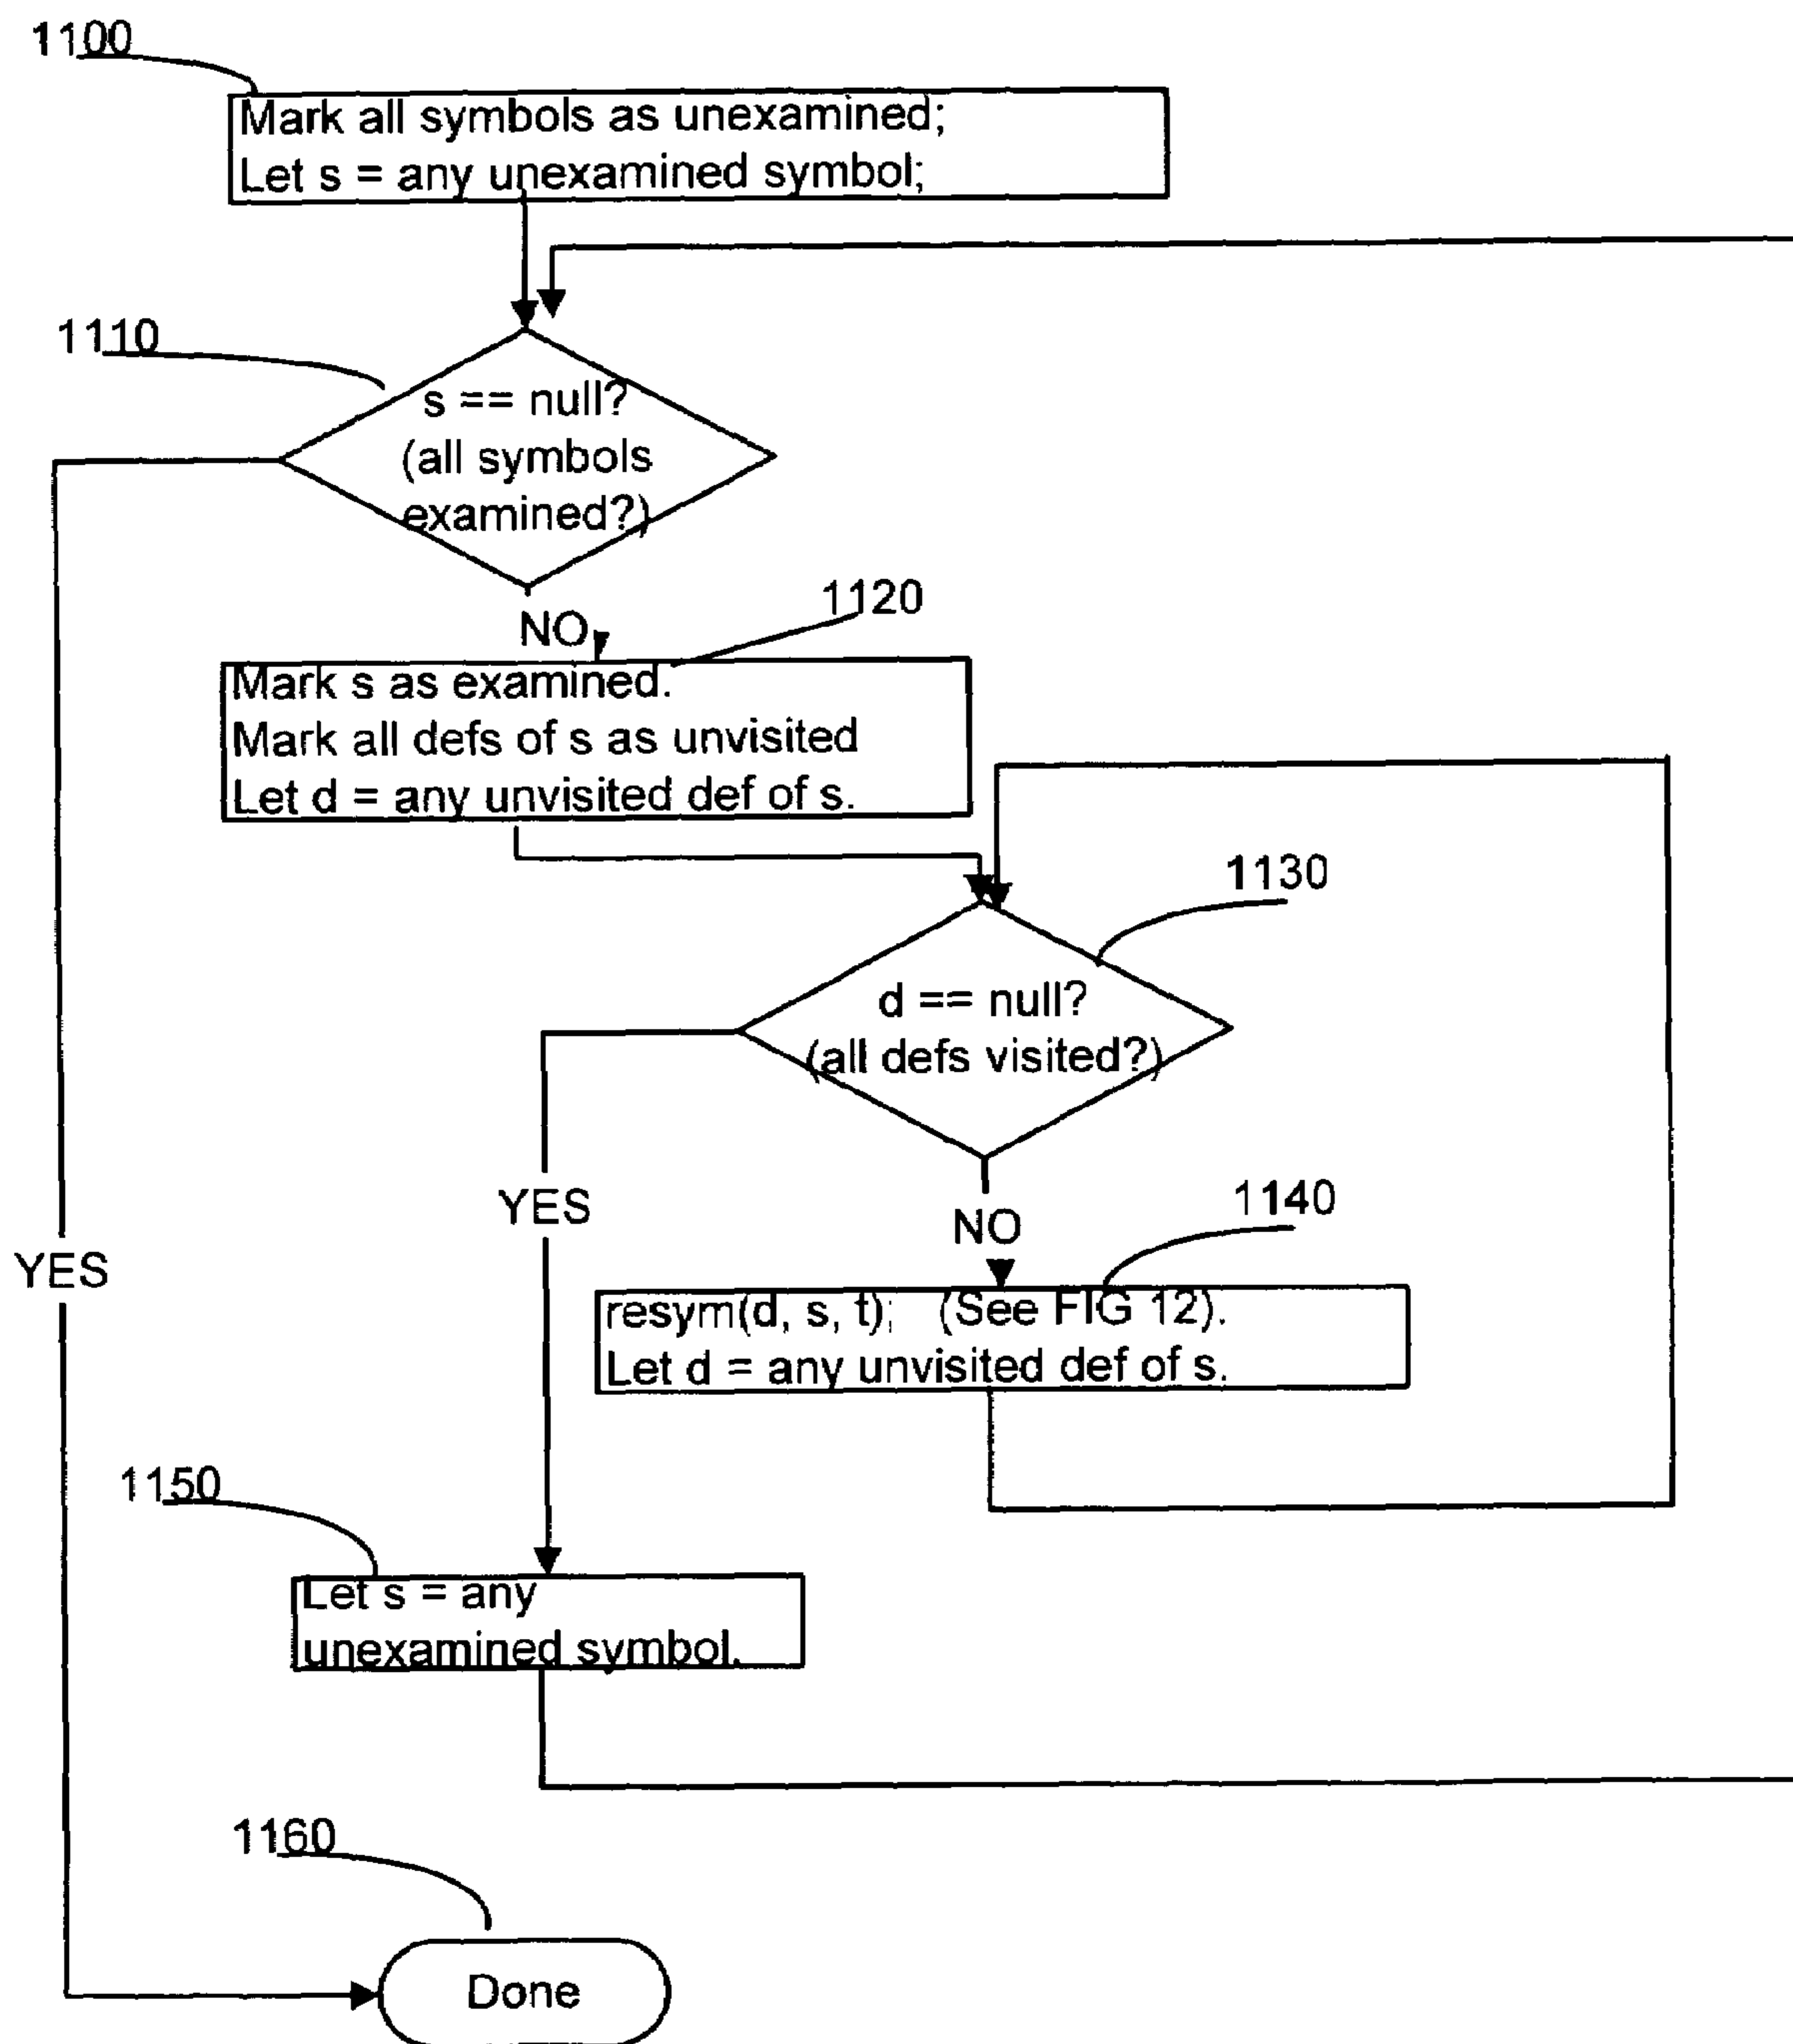 1100
Mark all symbols as unexamined;
Let s = any unexamined symbol;
1110
s == null?
(all symbols
examined?)
NO
1120
Mark s as examined.
Mark all defs of s as unvisited
Let d = any unvisited def of s.
1130
d == null?
(all defs visited?)
YES
NO
1140
YES
resym(d, s, t); (See FIG 12).
Let d = any unvisited def of s.
1150
Let s = any
unexamined symbol.
1160
Done